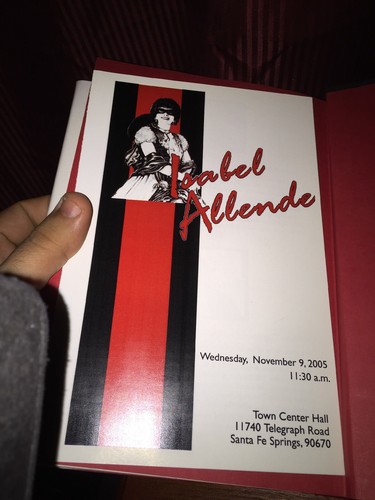 Isabel
Allende
Wednesday, November 9, 2005
11:30 a.m.
Town Center Hall
11740 Telegraph Road
Santa Fe Springs, 90670